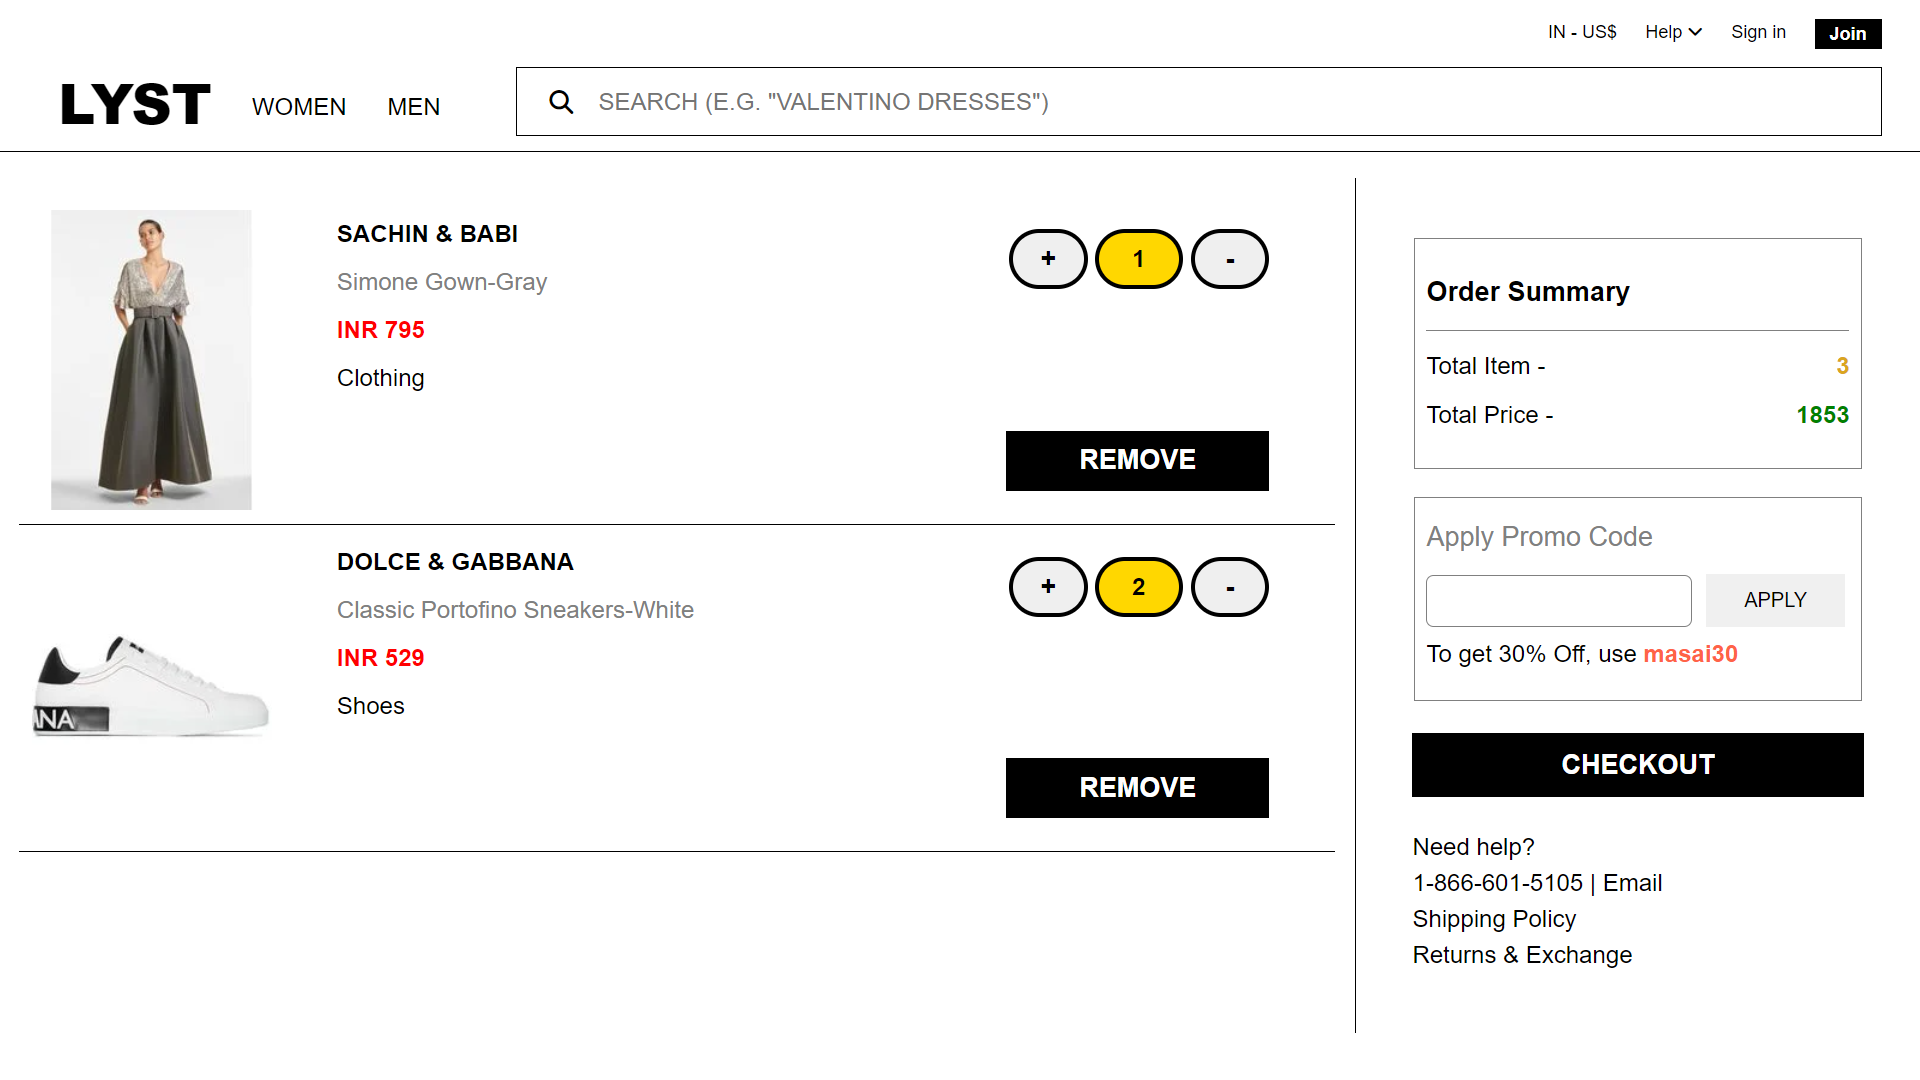 IN - US$ Help Sign in Join
LYST WOMEN MEN SEARCH (E.G. "VALENTINO DRESSES")
SACHIN & BABI
Simone Gown-Gray
INR 795
Clothing
+ 1 -
REMOVE
DOLCE & GABBANA
Classic Portofino Sneakers-White
INR 529
Shoes
+ 2 -
REMOVE
ANA
Order Summary
Total Item - 3
Total Price - 1853
Apply Promo Code
APPLY
To get 30% Off, use masai30
CHECKOUT
Need help?
1-866-601-5105 | Email
Shipping Policy
Returns & Exchange